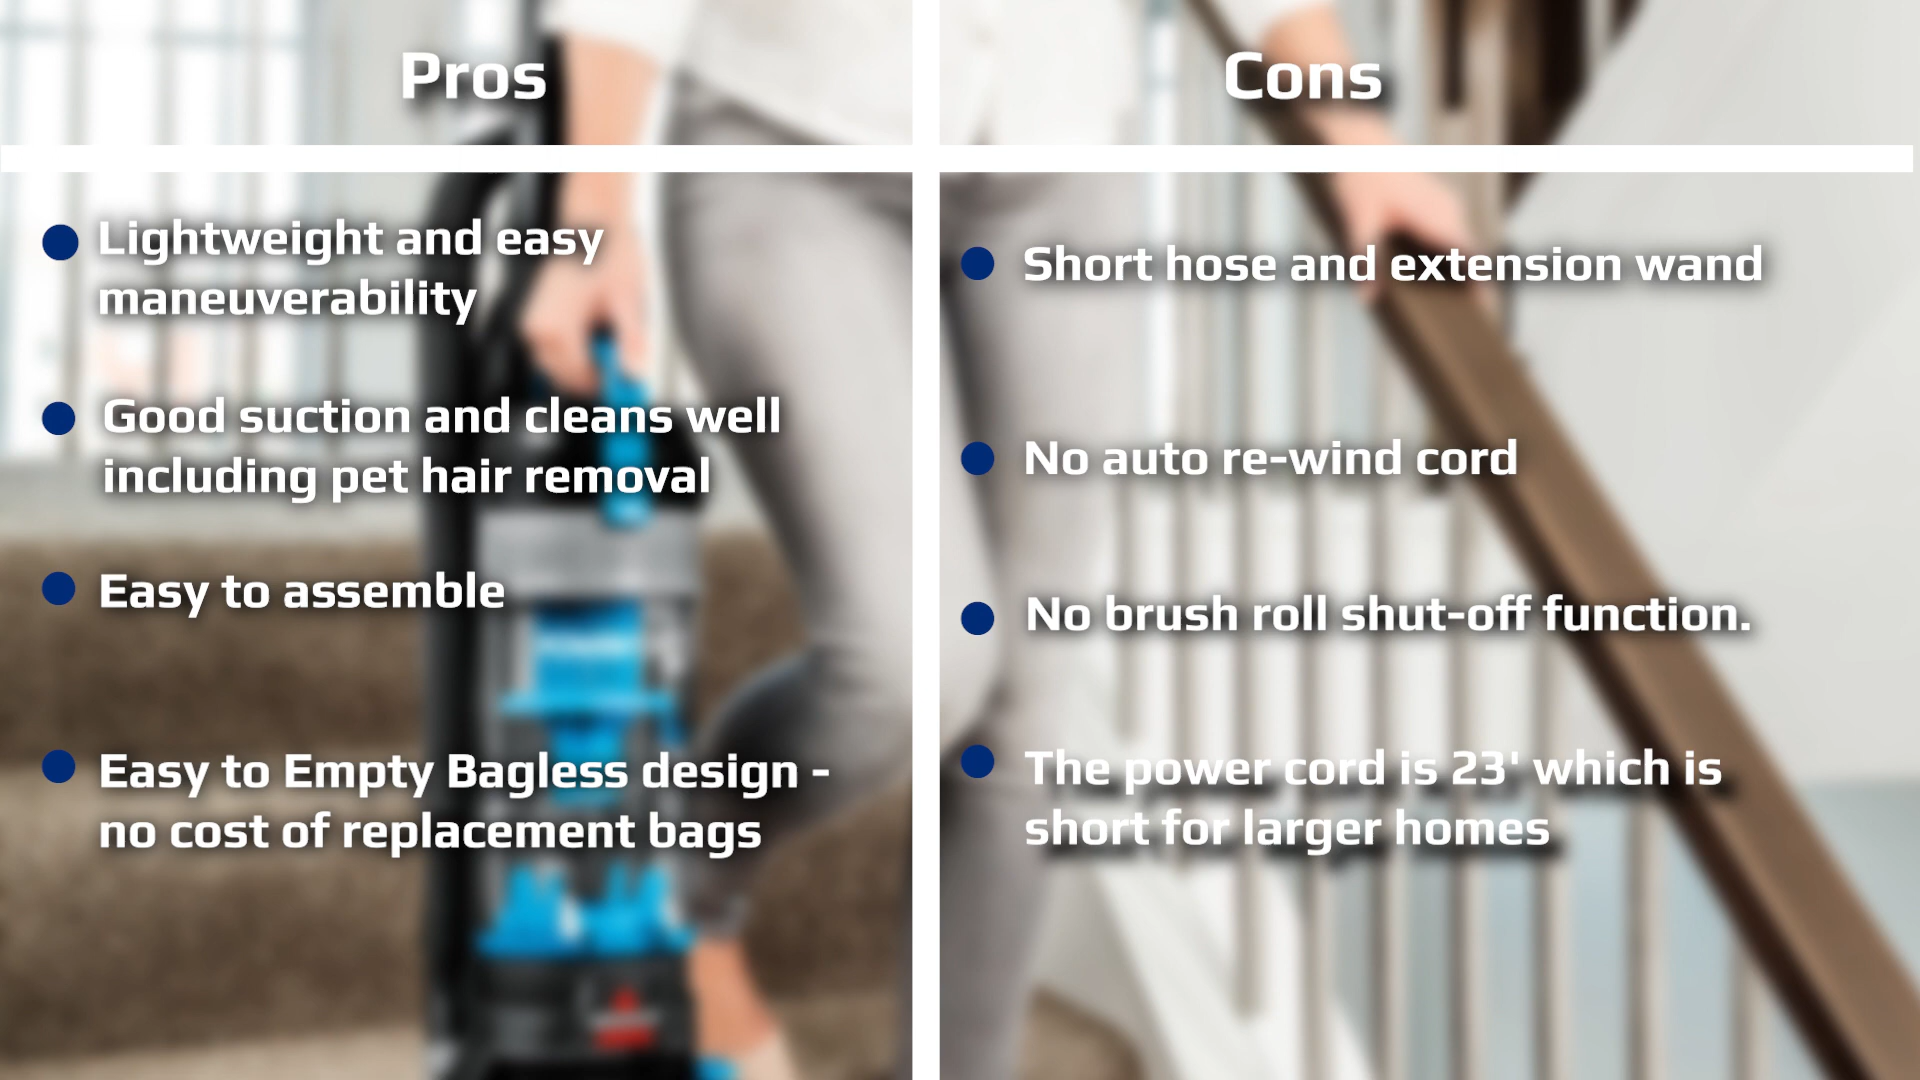 Pros
Lightweight and easy
maneuverability
Good suction and cleans well
including pet hair removal
Easy to assemble
Easy to Empty Bagless design -
no cost of replacement bags
Cons
Short hose and extension wand
No auto re-wind cord
No brush roll shut-off function.
The power cord is 23' which is
short for larger homes